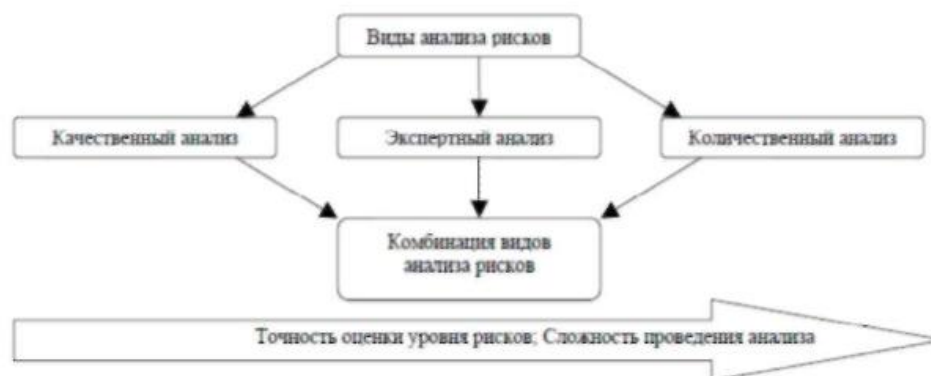 Виды анализа рисков
Качественный анализ
Экспертный анализ
Количественный анализ
Комбинация видов
анализа рисков
Точность оценки уровня рисков; Сложность проведения анализа